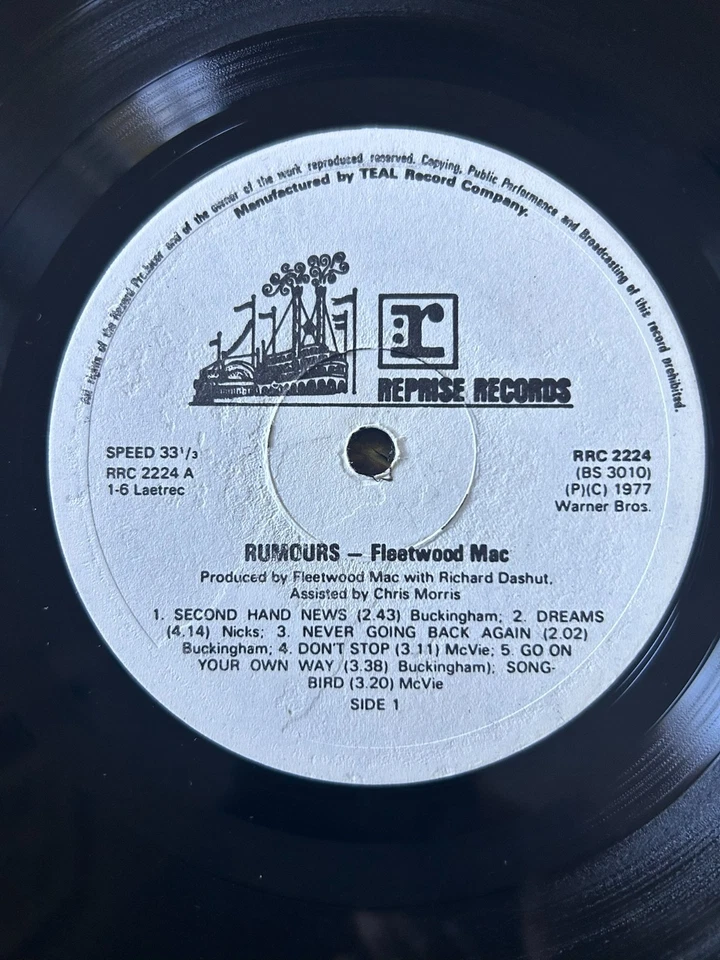 All rights of the Record Producer and of the owner of the work reproduced reserved. Copying, Public Performance and Broadcasting of this record prohibited.
Manufactured by TEAL Record Company.
:r
REPRISE RECORDS
SPEED 33¹/₃
RRC 2224 A
1-6 Laetrec
RRC 2224
(BS 3010)
(P)(C) 1977
Warner Bros.
RUMOURS – Fleetwood Mac
Produced by Fleetwood Mac with Richard Dashut,
Assisted by Chris Morris
1. SECOND HAND NEWS (2.43) Buckingham; 2. DREAMS
(4.14) Nicks; 3. NEVER GOING BACK AGAIN (2.02)
Buckingham; 4. DON'T STOP (3.11) McVie; 5. GO ON
YOUR OWN WAY (3.38) Buckingham); SONG-
BIRD (3.20) McVie
SIDE 1